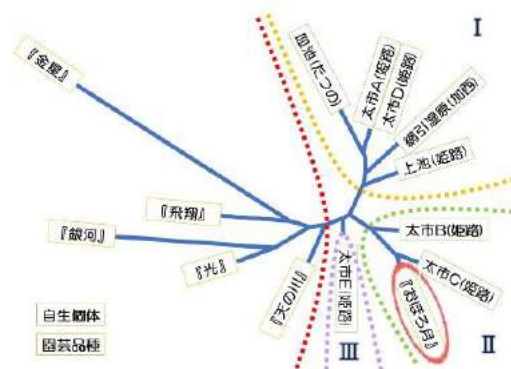 I
『金星』
四池(たつの)
太市A(姫路)
太市D(姫路)
網引湿原(加西)
上池(姫路)
『飛翔』
『銀河』
『光』
『天の川』
太市E(姫路)
太市B(姫路)
太市C(姫路)
『おぼろ月』
自生個体
園芸品種
III
II